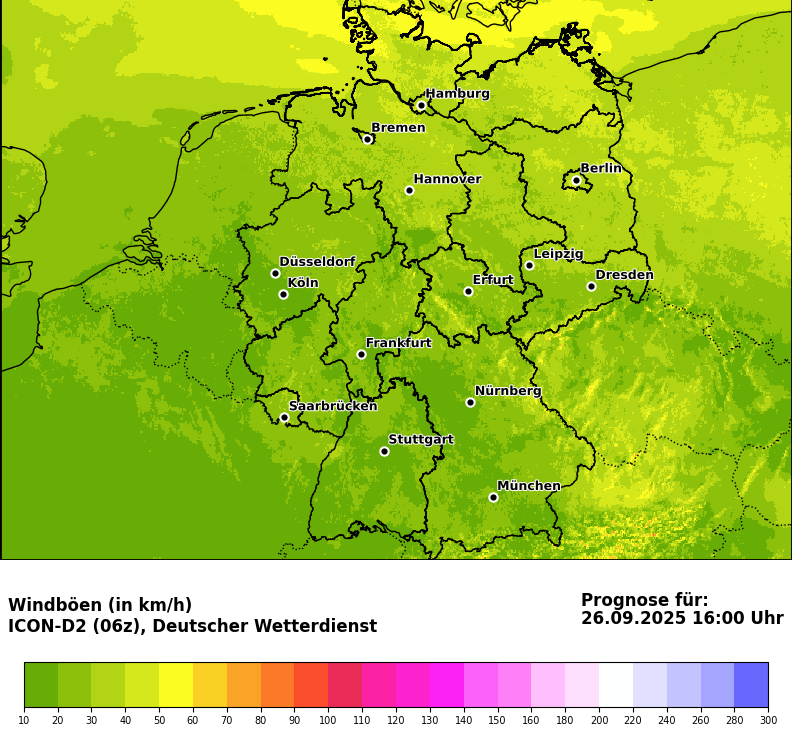 Hamburg
Bremen
Berlin
Hannover
Leipzig
Düsseldorf
Dresden
Erfurt
Köln
Frankfurt
Nürnberg
Saarbrücken
Stuttgart
München
Windböen (in km/h)
ICON-D2 (06z), Deutscher Wetterdienst
Prognose für:
26.09.2025 16:00 Uhr
10 20 30 40 50 60 70 80 90 100 110 120 130 140 150 160 180 200 220 240 260 280 300